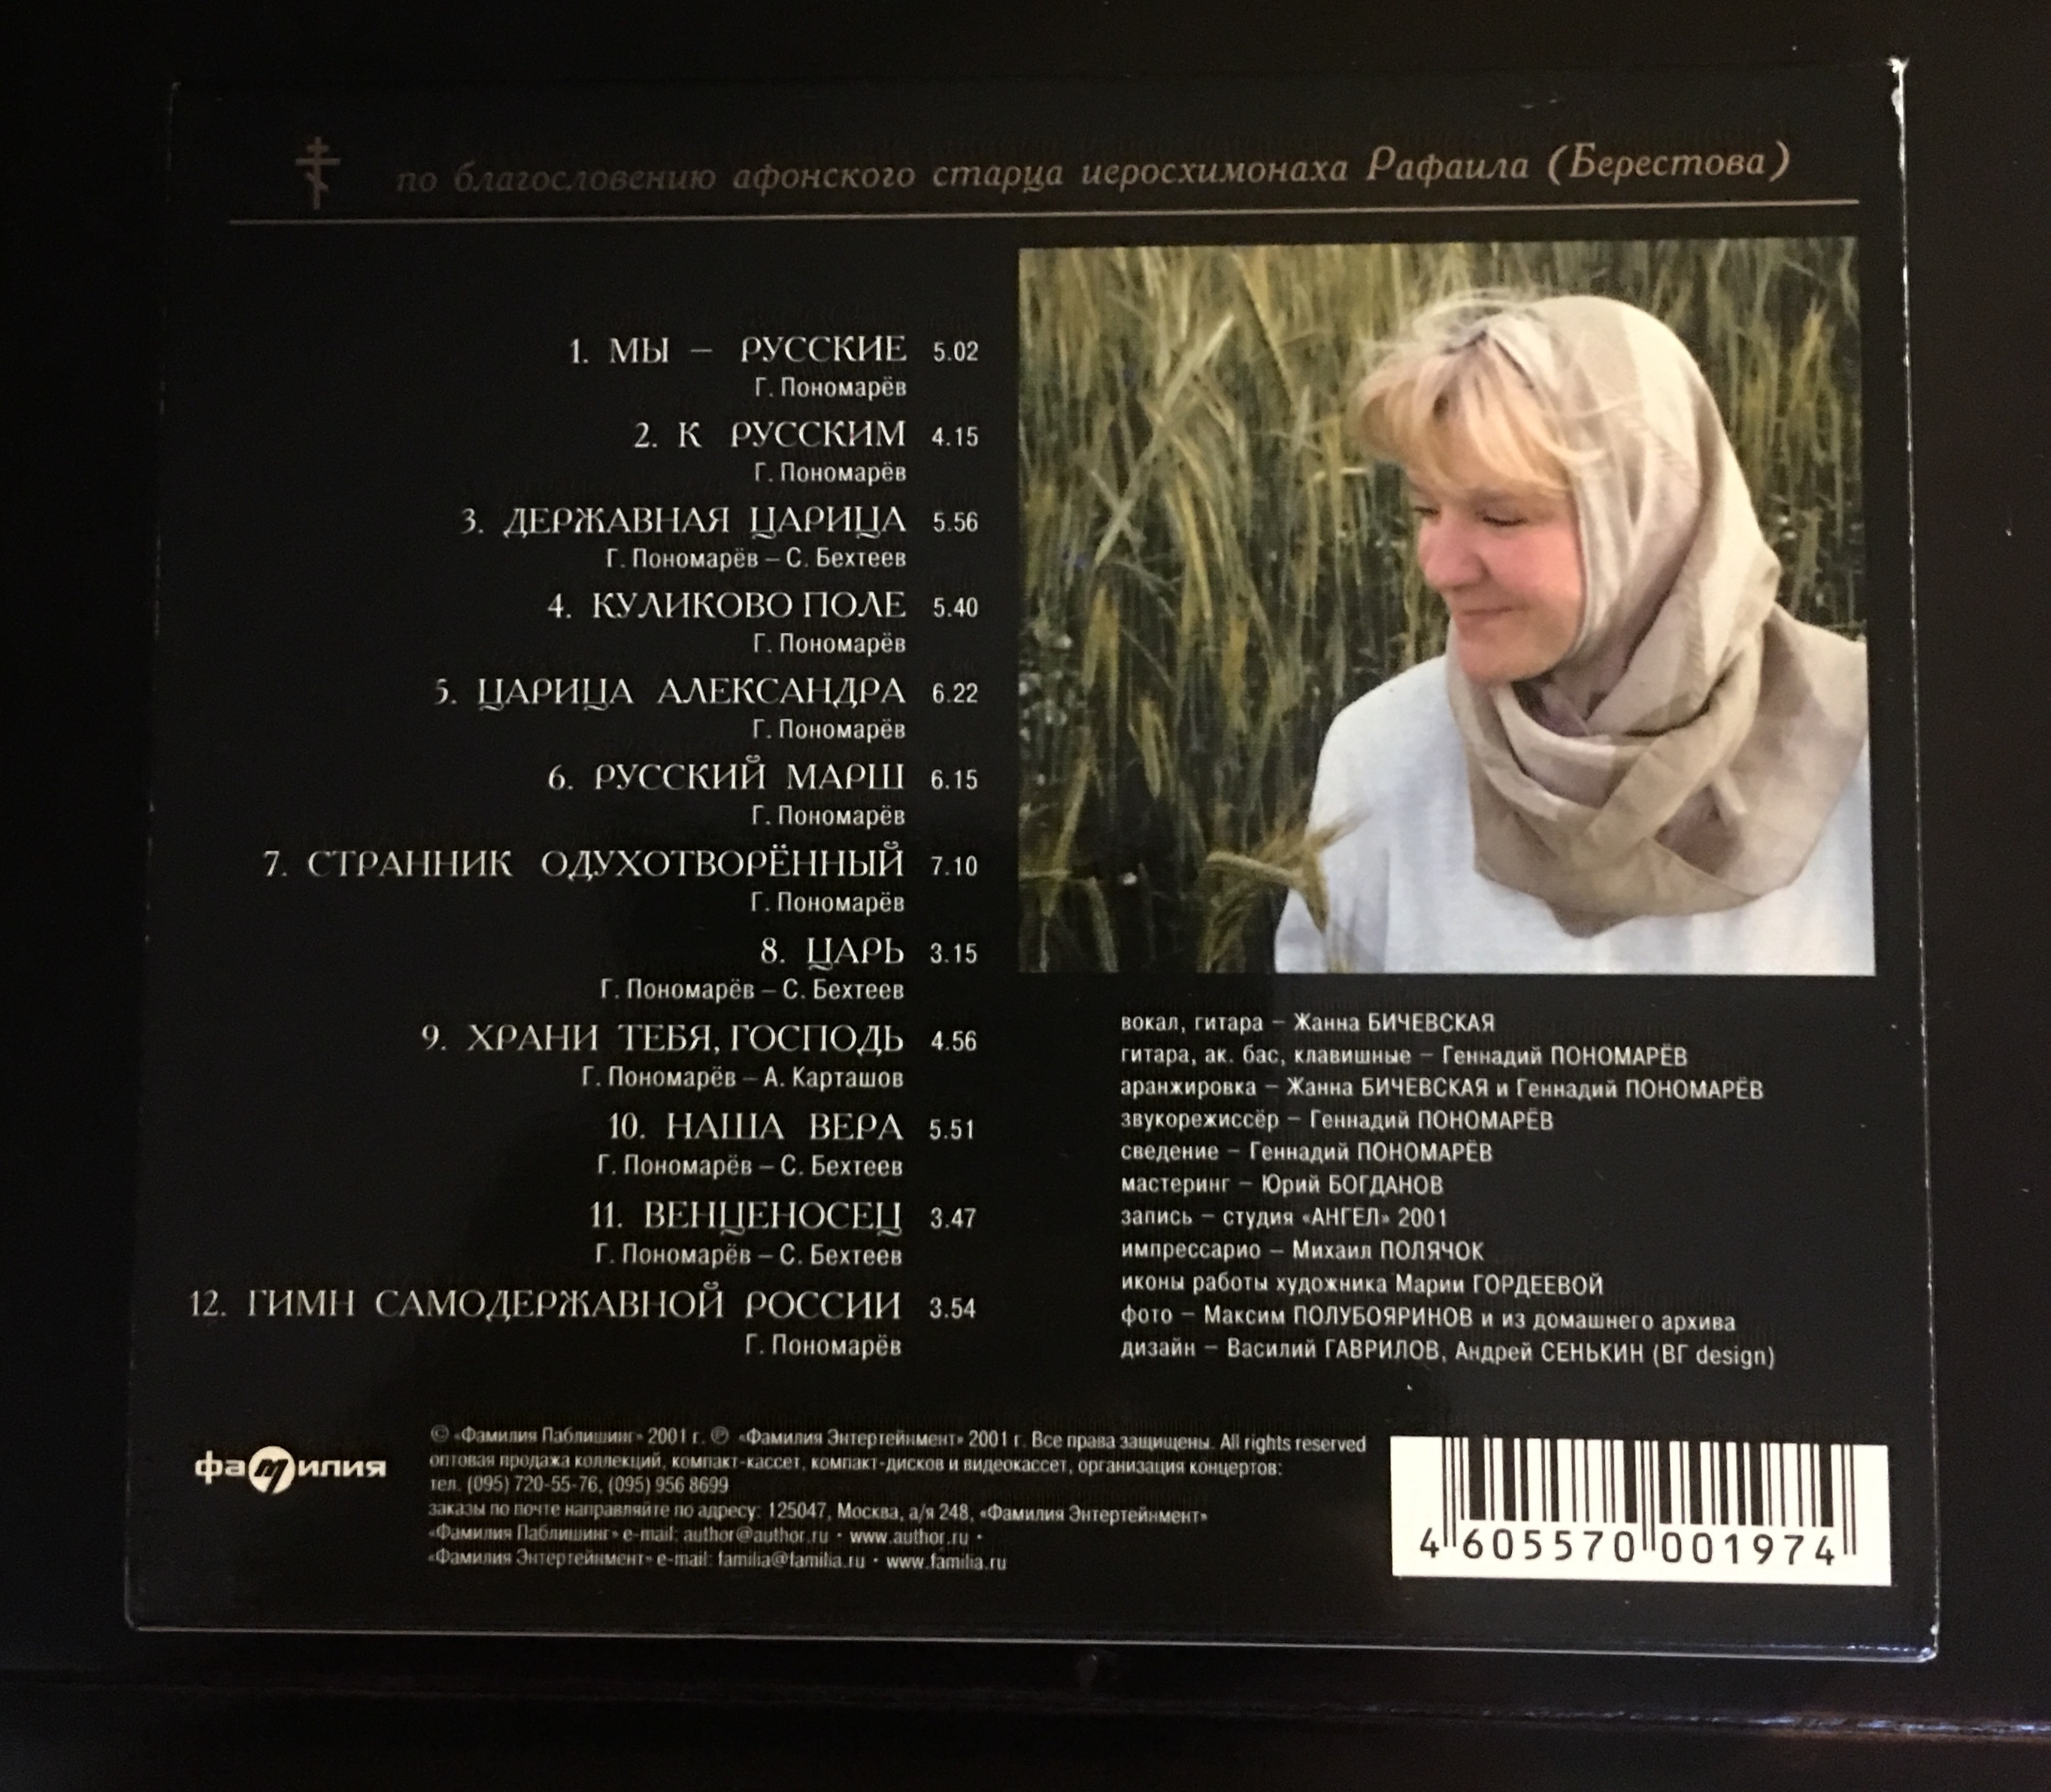 по благословению афонского старца иеросхимонаха Рафаила (Берестова)
1. МЫ – РУССКИЕ 5.02
Г. Пономарёв
2. К РУССКИМ 4.15
Г. Пономарёв
3. ДЕРЖАВНАЯ ЦАРИЦА 5.56
Г. Пономарёв – С. Бехтеев
4. КУЛИКОВО ПОЛЕ 5.40
Г. Пономарёв
5. ЦАРИЦА АЛЕКСАНДРА 6.22
Г. Пономарёв
6. РУССКИЙ МАРШ 6.15
Г. Пономарёв
7. СТРАННИК ОДУХОТВОРЁННЫЙ 7.10
Г. Пономарёв
8. ЦАРЬ 3.15
Г. Пономарёв – С. Бехтеев
9. ХРАНИ ТЕБЯ, ГОСПОДЬ 4.56
Г. Пономарёв – А. Карташов
10. НАША ВЕРА 5.51
Г. Пономарёв – С. Бехтеев
11. ВЕНЦЕНОСЕЦ 3.47
Г. Пономарёв – С. Бехтеев
12. ГИМН САМОДЕРЖАВНОЙ РОССИИ 3.54
Г. Пономарёв
вокал, гитара – Жанна БИЧЕВСКАЯ
гитара, ак. бас, клавишные – Геннадий ПОНОМАРЁВ
аранжировка – Жанна БИЧЕВСКАЯ и Геннадий ПОНОМАРЁВ
звукорежиссёр – Геннадий ПОНОМАРЁВ
сведение – Геннадий ПОНОМАРЁВ
мастеринг – Юрий БОГДАНОВ
запись – студия «АНГЕЛ» 2001
импрессарио – Михаил ПОЛЯЧОК
иконы работы художника Марии ГОРДЕЕВОЙ
фото – Максим ПОЛУБОЯРИНОВ и из домашнего архива
дизайн – Василий ГАВРИЛОВ, Андрей СЕНЬКИН (ВГ design)
фамилия
© «Фамилия Паблишинг» 2001 г. ℗ «Фамилия Энтертейнмент» 2001 г. Все права защищены. All rights reserved
оптовая продажа коллекций, компакт-кассет, компакт-дисков и видеокассет, организация концертов:
тел. (095) 720-55-76, (095) 956 8699
заказы по почте направляйте по адресу: 125047, Москва, а/я 248, «Фамилия Энтертейнмент»
«Фамилия Паблишинг» e-mail: author@author.ru • www.author.ru •
«Фамилия Энтертейнмент» e-mail: familia@familia.ru • www.familia.ru
4 605570 001974